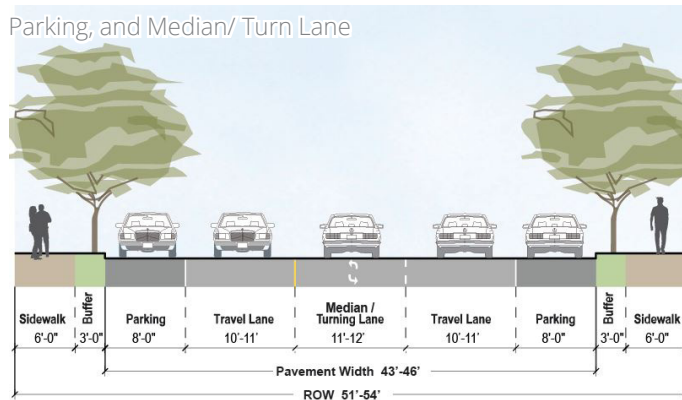 Parking, and Median/ Turn Lane
Sidewalk
6'-0"
Buffer
3'-0"
Parking
8'-0"
Travel Lane
10'-11'
Median /
Turning Lane
11'-12'
Travel Lane
10'-11'
Parking
8'-0"
Buffer
3'-0"
Sidewalk
6'-0"
Pavement Width 43'-46'
ROW 51'-54'